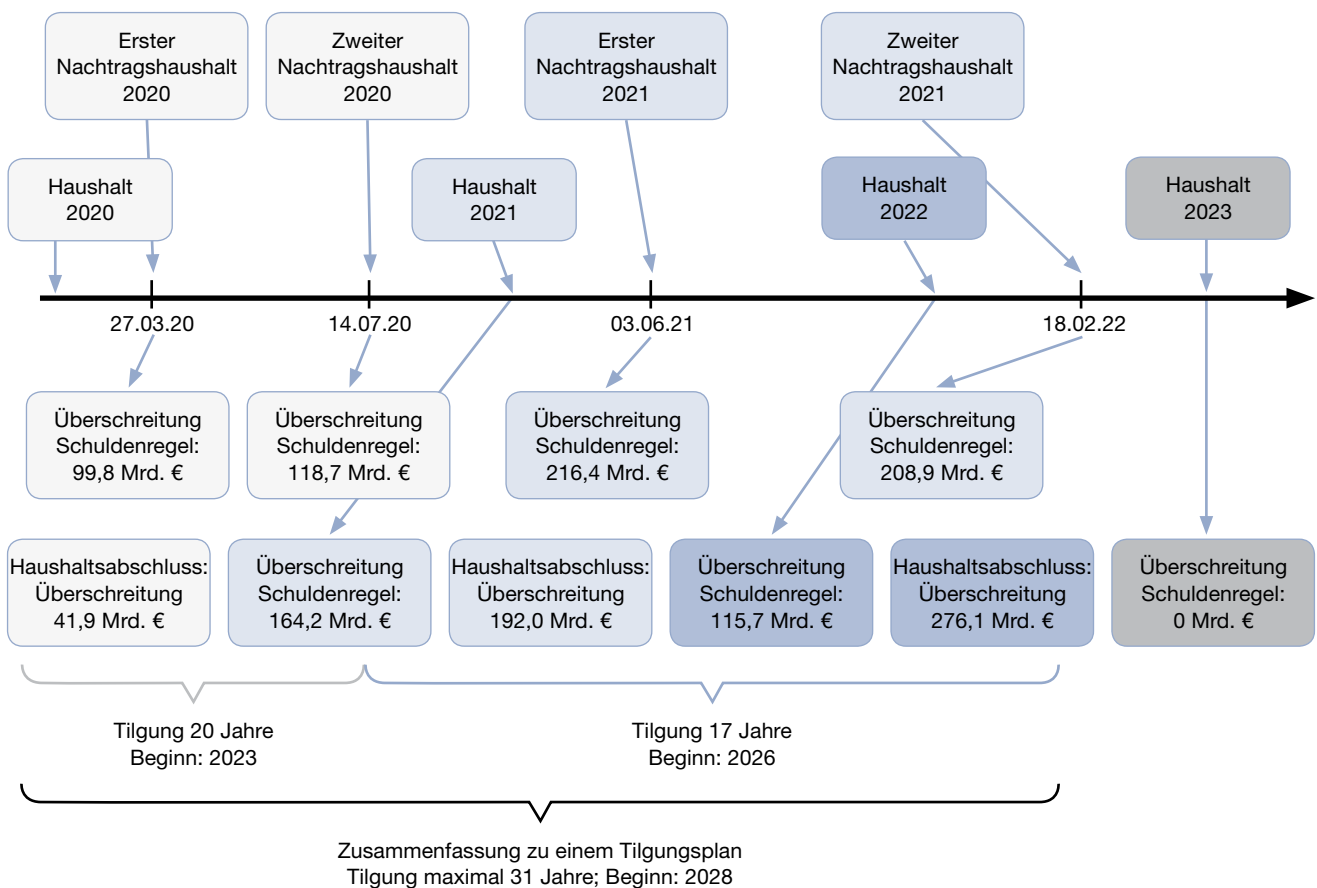 Erster
Nachtragshaushalt
2020
Zweiter
Nachtragshaushalt
2020
Erster
Nachtragshaushalt
2021
Zweiter
Nachtragshaushalt
2021
Haushalt
2020
Haushalt
2021
Haushalt
2022
Haushalt
2023
27.03.20
14.07.20
03.06.21
18.02.22
Überschreitung
Schuldenregel:
99,8 Mrd. €
Überschreitung
Schuldenregel:
118,7 Mrd. €
Überschreitung
Schuldenregel:
216,4 Mrd. €
Überschreitung
Schuldenregel:
208,9 Mrd. €
Haushaltsabschluss:
Überschreitung
41,9 Mrd. €
Überschreitung
Schuldenregel:
164,2 Mrd. €
Haushaltsabschluss:
Überschreitung
192,0 Mrd. €
Überschreitung
Schuldenregel:
115,7 Mrd. €
Haushaltsabschluss:
Überschreitung
276,1 Mrd. €
Überschreitung
Schuldenregel:
0 Mrd. €
Tilgung 20 Jahre
Beginn: 2023
Tilgung 17 Jahre
Beginn: 2026
Zusammenfassung zu einem Tilgungsplan
Tilgung maximal 31 Jahre; Beginn: 2028